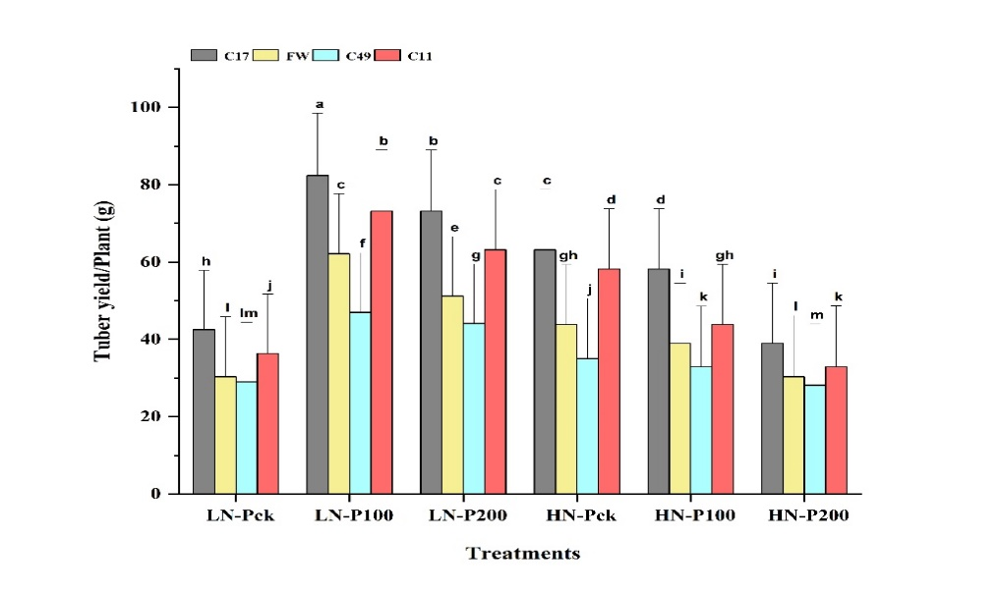 C17 FW C49 C11
Tuber yield/Plant (g)
100
80
60
40
20
0
h l lm j
a c f b
b e g c
c gh j d
d i k gh
i l m k
LN-Pck LN-P100 LN-P200 HN-Pck HN-P100 HN-P200
Treatments